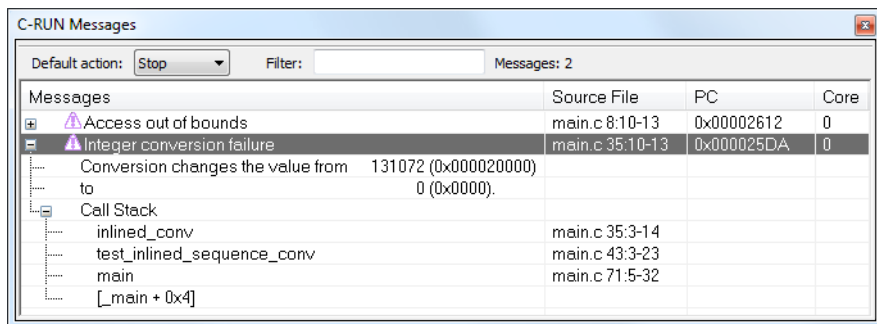 C-RUN Messages
Default action: Stop Filter: Messages: 2
Messages Source File PC Core
Access out of bounds main.c 8:10-13 0x00002612 0
Integer conversion failure main.c 35:10-13 0x000025DA 0
Conversion changes the value from 131072 (0x000020000)
to 0 (0x0000).
Call Stack
inlined_conv main.c 35:3-14
test_inlined_sequence_conv main.c 43:3-23
main main.c 71:5-32
[_main + 0x4]